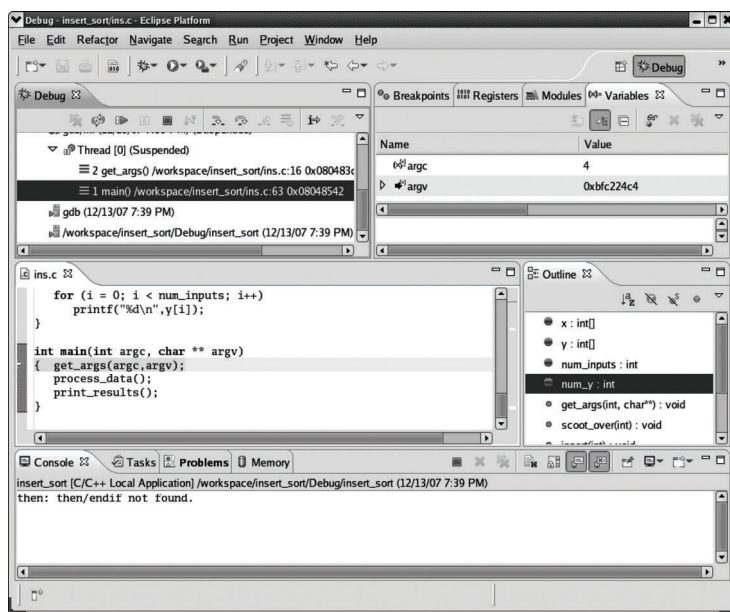 Debug - insert_sort/ins.c - Eclipse Platform
File Edit Refactor Navigate Search Run Project Window Help
Debug
Debug
Thread [0] (Suspended)
2 get_args() /workspace/insert_sort/ins.c:16 0x080483c
1 main() /workspace/insert_sort/ins.c:63 0x08048542
gdb (12/13/07 7:39 PM)
/workspace/insert_sort/Debug/insert_sort (12/13/07 7:39 PM)
Breakpoints Registers Modules Variables
Name Value
argc 4
argv 0xbfc224c4
ins.c
for (i = 0; i < num_inputs; i++)
printf("%d\n",y[i]);
}
int main(int argc, char ** argv)
{ get_args(argc,argv);
process_data();
print_results();
}
Outline
x : int[]
y : int[]
num_inputs : int
num_y : int
get_args(int, char**) : void
scoot_over(int) : void
Console Tasks Problems Memory
insert_sort [C/C++ Local Application] /workspace/insert_sort/Debug/insert_sort (12/13/07 7:39 PM)
then: then/endif not found.